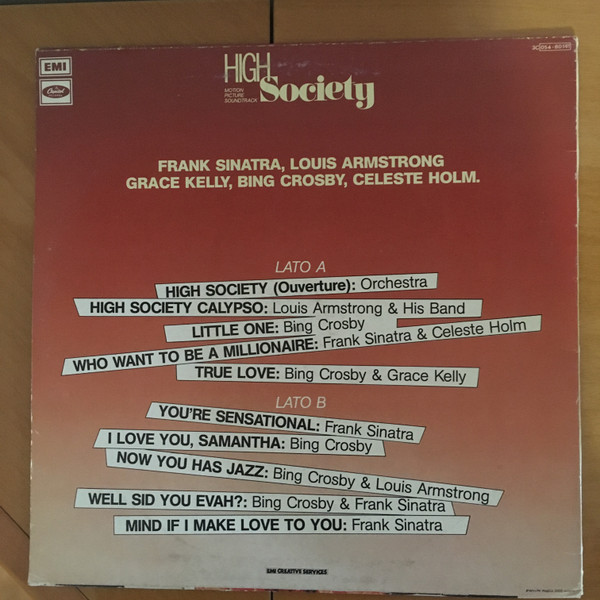 EMI
Capitol
HIGH
Society
MOTION
PICTURE
SOUNDTRACK
FRANK SINATRA, LOUIS ARMSTRONG
GRACE KELLY, BING CROSBY, CELESTE HOLM.
LATO A
HIGH SOCIETY (Ouverture): Orchestra
HIGH SOCIETY CALYPSO: Louis Armstrong & His Band
LITTLE ONE: Bing Crosby
WHO WANT TO BE A MILLIONAIRE: Frank Sinatra & Celeste Holm
TRUE LOVE: Bing Crosby & Grace Kelly
LATO B
YOU'RE SENSATIONAL: Frank Sinatra
I LOVE YOU, SAMANTHA: Bing Crosby
NOW YOU HAS JAZZ: Bing Crosby & Louis Armstrong
WELL SID YOU EVAH?: Bing Crosby & Frank Sinatra
MIND IF I MAKE LOVE TO YOU: Frank Sinatra
EMI CREATIVE SERVICES